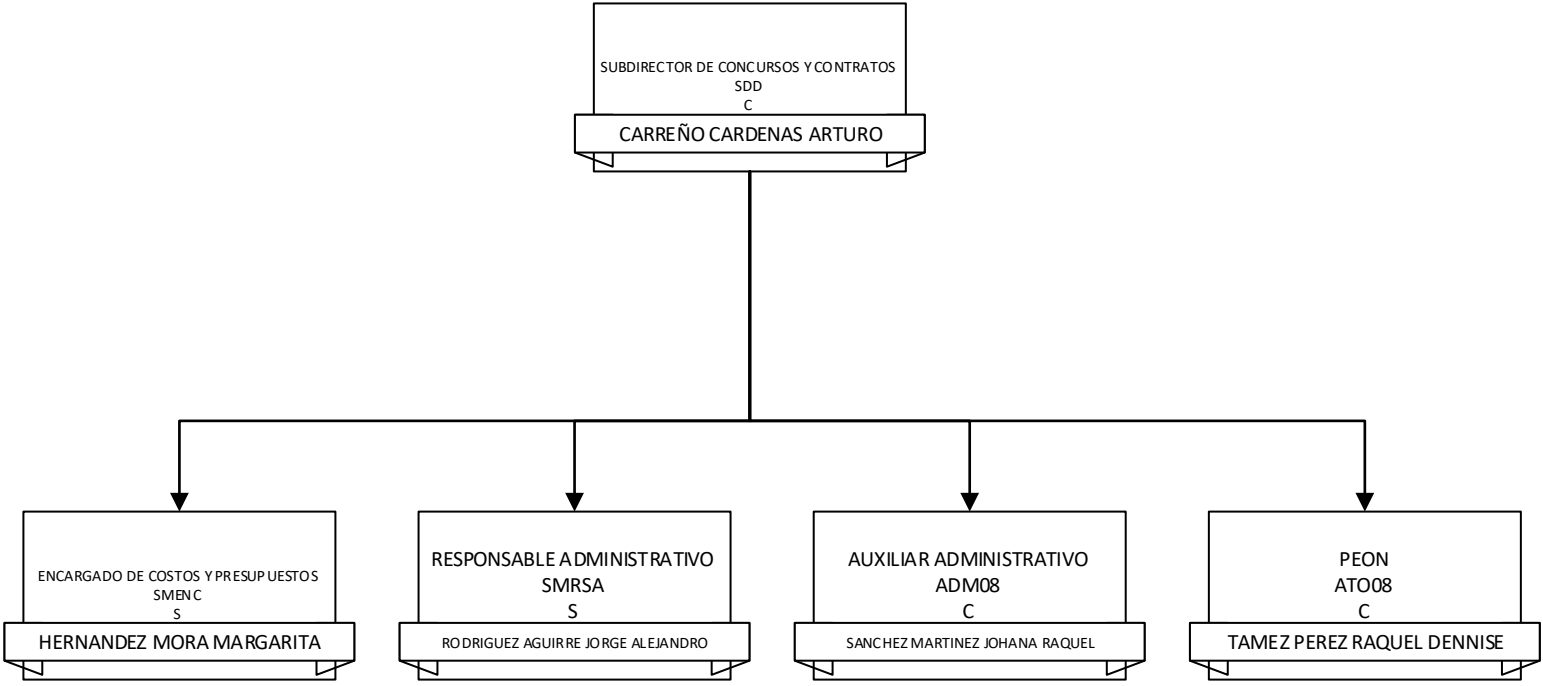 SUBDIRECTOR DE CONCURSOS Y CONTRATOS
SDD
C
CARREÑO CARDENAS ARTURO
ENCARGADO DE COSTOS Y PRESUPUESTOS
SMENC
S
HERNANDEZ MORA MARGARITA
RESPONSABLE ADMINISTRATIVO
SMRSA
S
RODRIGUEZ AGUIRRE JORGE ALEJANDRO
AUXILIAR ADMINISTRATIVO
ADM08
C
SANCHEZ MARTINEZ JOHANA RAQUEL
PEON
ATO08
C
TAMEZ PEREZ RAQUEL DENNISE